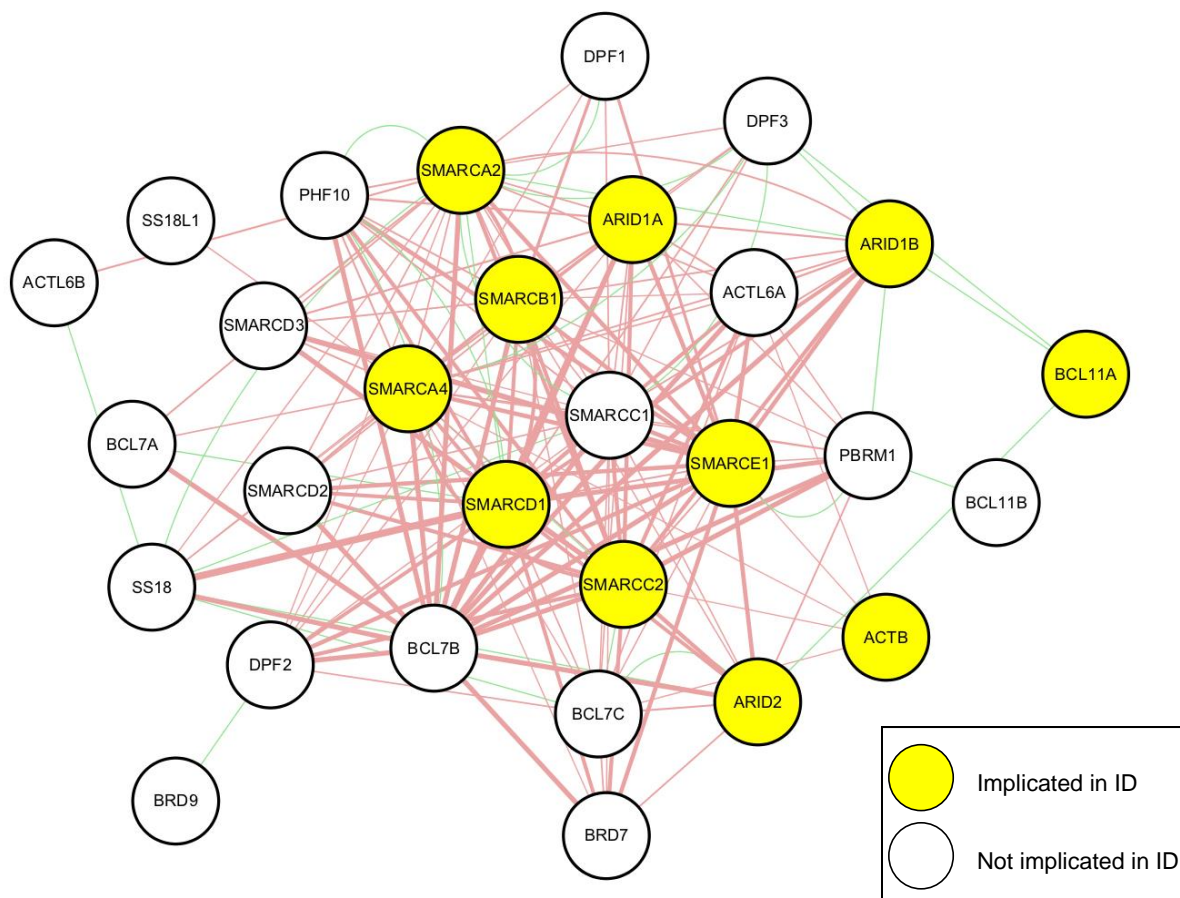 DPF1
DPF3
SMARCA2
PHF10
ARID1A
SS18L1
ARID1B
ACTL6B
ACTL6A
SMARCB1
SMARCD3
BCL11A
SMARCA4
SMARCC1
BCL7A
PBRM1
SMARCE1
SMARCD2
BCL11B
SMARCD1
SS18
SMARCC2
ACTB
BCL7B
DPF2
ARID2
BCL7C
BRD9
BRD7
Implicated in ID
Not implicated in ID